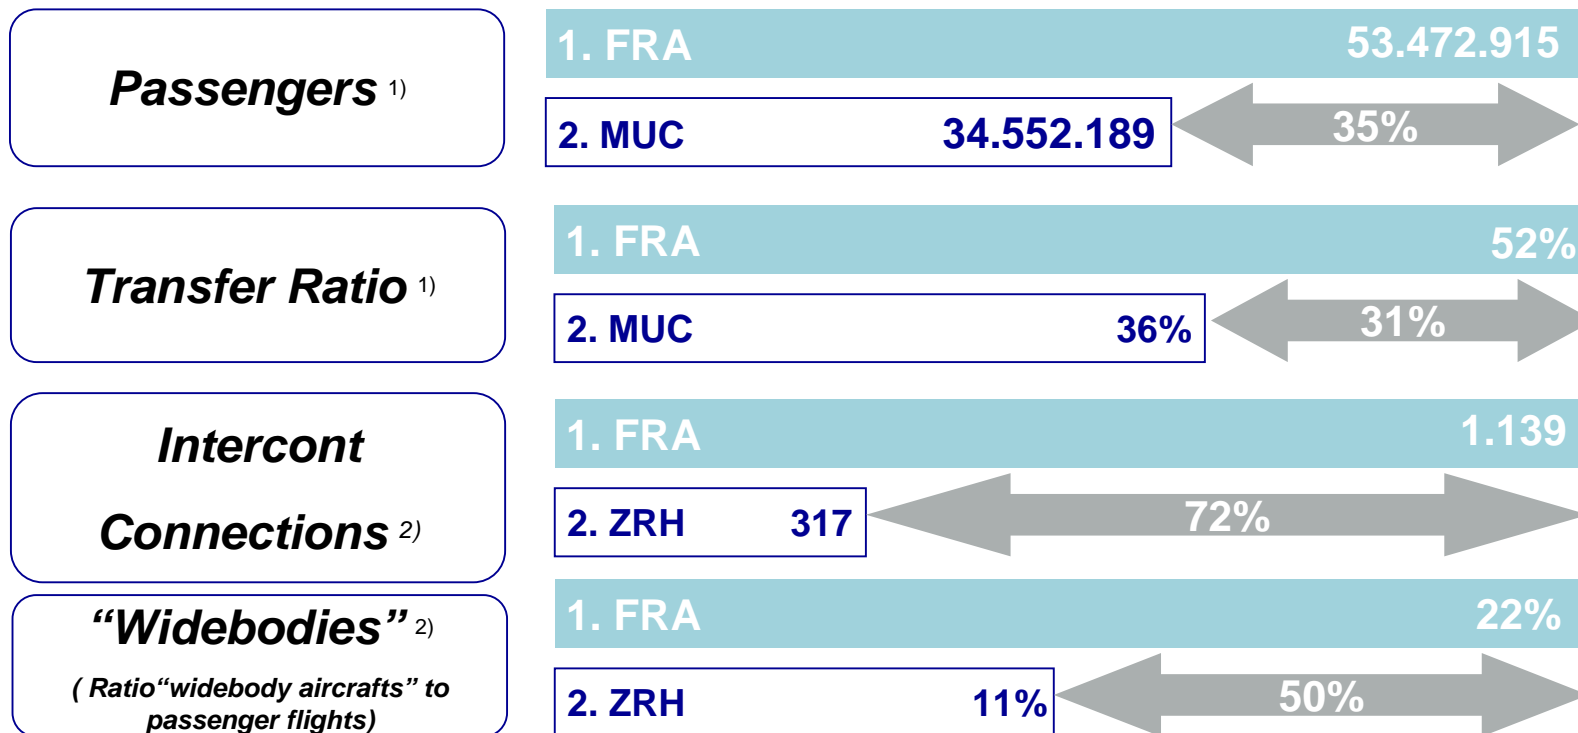 Passengers 1)
1. FRA 53.472.915
2. MUC 34.552.189 35%
Transfer Ratio 1)
1. FRA 52%
2. MUC 36% 31%
Intercont
Connections 2)
1. FRA 1.139
2. ZRH 317 72%
“Widebodies” 2)
( Ratio“widebody aircrafts” to
passenger flights)
1. FRA 22%
2. ZRH 11% 50%